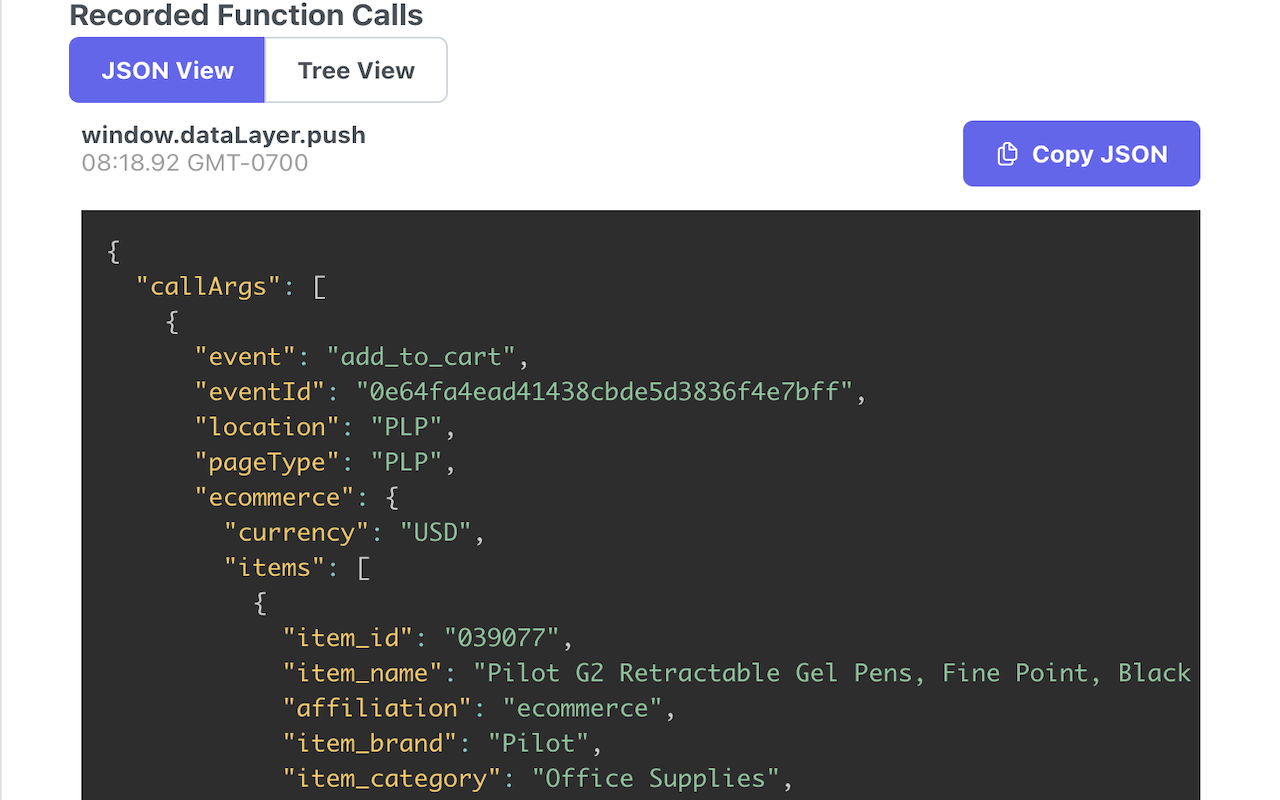 Recorded Function Calls
JSON View
Tree View
window.dataLayer.push
08:18.92 GMT-0700
Copy JSON
{
"callArgs": [
{
"event": "add_to_cart",
"eventId": "0e64fa4ead41438cbde5d3836f4e7bff",
"location": "PLP",
"pageType": "PLP",
"ecommerce": {
"currency": "USD",
"items": [
{
"item_id": "039077",
"item_name": "Pilot G2 Retractable Gel Pens, Fine Point, Black
"affiliation": "ecommerce",
"item_brand": "Pilot",
"item_category": "Office Supplies",